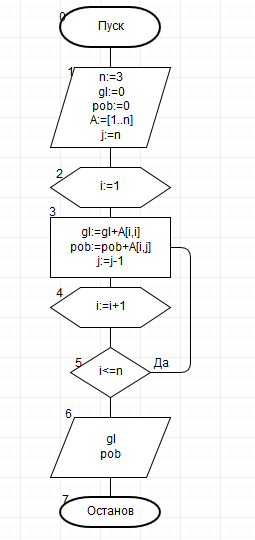 0
Пуск
1
n:=3
gl:=0
pob:=0
A:=[1..n]
j:=n
2
i:=1
3
gl:=gl+A[i,i]
pob:=pob+A[i,j]
j:=j-1
4
i:=i+1
5
i<=n
Да
6
gl
pob
7
Останов